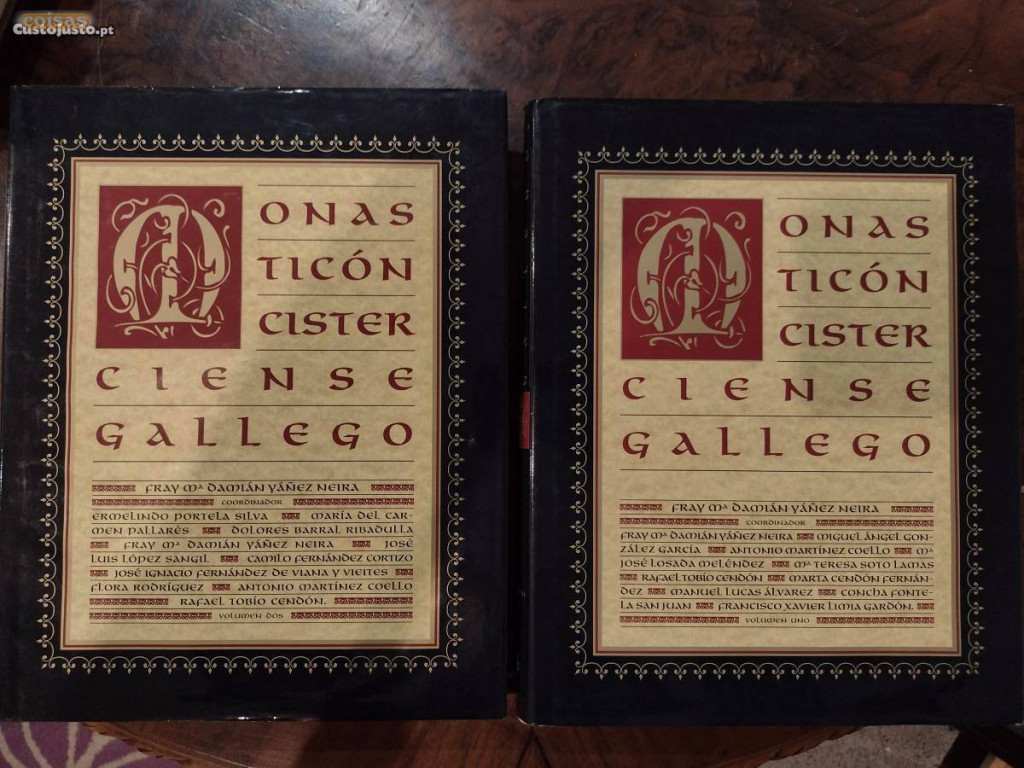 coisas
CustoJusto.pt
MONAS
TICÓN
CISTER
CIENSE
GALLEGO
FRAY Mª DAMIÁN YÁÑEZ NEIRA
COORDINADOR
ERMELINDO PORTELA SILVA MARÍA DEL CAR-
MEN PALLARÉS DOLORES BARRAL RIBADULLA
FRAY Mª DAMIÁN YÁÑEZ NEIRA JOSÉ
LUIS LÓPEZ SANGIL CAMILO FERNÁNDEZ CORTIZO
JOSÉ IGNACIO FERNÁNDEZ DE VIANA Y VIEITES
FLORA RODRÍGUEZ ANTONIO MARTÍNEZ COELLO
RAFAEL TOBÍO CENDÓN.
VOLUMEN DOS
MONAS
TICÓN
CISTER
CIENSE
GALLEGO
FRAY Mª DAMIÁN YÁÑEZ NEIRA
COORDINADOR
FRAY Mª DAMIÁN YÁÑEZ NEIRA MIGUEL ÁNGEL GON-
ZÁLEZ GARCÍA ANTONIO MARTÍNEZ COELLO Mª
JOSÉ LOSADA MELÉNDEZ Mª TERESA SOTO LAMAS
RAFAEL TOBÍO CENDÓN MARTA CENDÓN FERNÁN-
DEZ MANUEL LUCAS ÁLVAREZ CONCHA FONTE-
LA SAN JUAN FRANCISCO XAVIER LIMIA GARDÓN.
VOLUMEN UNO